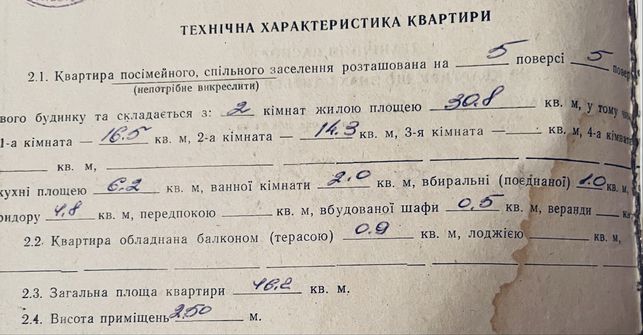 ТЕХНІЧНА ХАРАКТЕРИСТИКА КВАРТИРИ
2.1. Квартира посімейного, спільного заселення розташована на 5 поверсі 5 повер
(непотрібне викреслити)
вого будинку та складається з: 2 кімнат жилою площею 30.8 кв. м, у тому
1-а кімната — 16.5 кв. м, 2-а кімната — 14.3 кв. м, 3-я кімната — кв. м, 4-а кімната
кв. м,
кухні площею 6.2 кв. м, ванної кімнати 2.0 кв. м, вбиральні (поєднаної) 1.0 кв. м,
ридору 4.8 кв. м, передпокою кв. м, вбудованої шафи 0.5 кв. м, веранди
2.2. Квартира обладнана балконом (терасою) 0.9 кв. м, лоджією кв. м,
2.3. Загальна площа квартири 46.2 кв. м.
2.4. Висота приміщень 2.50 м.